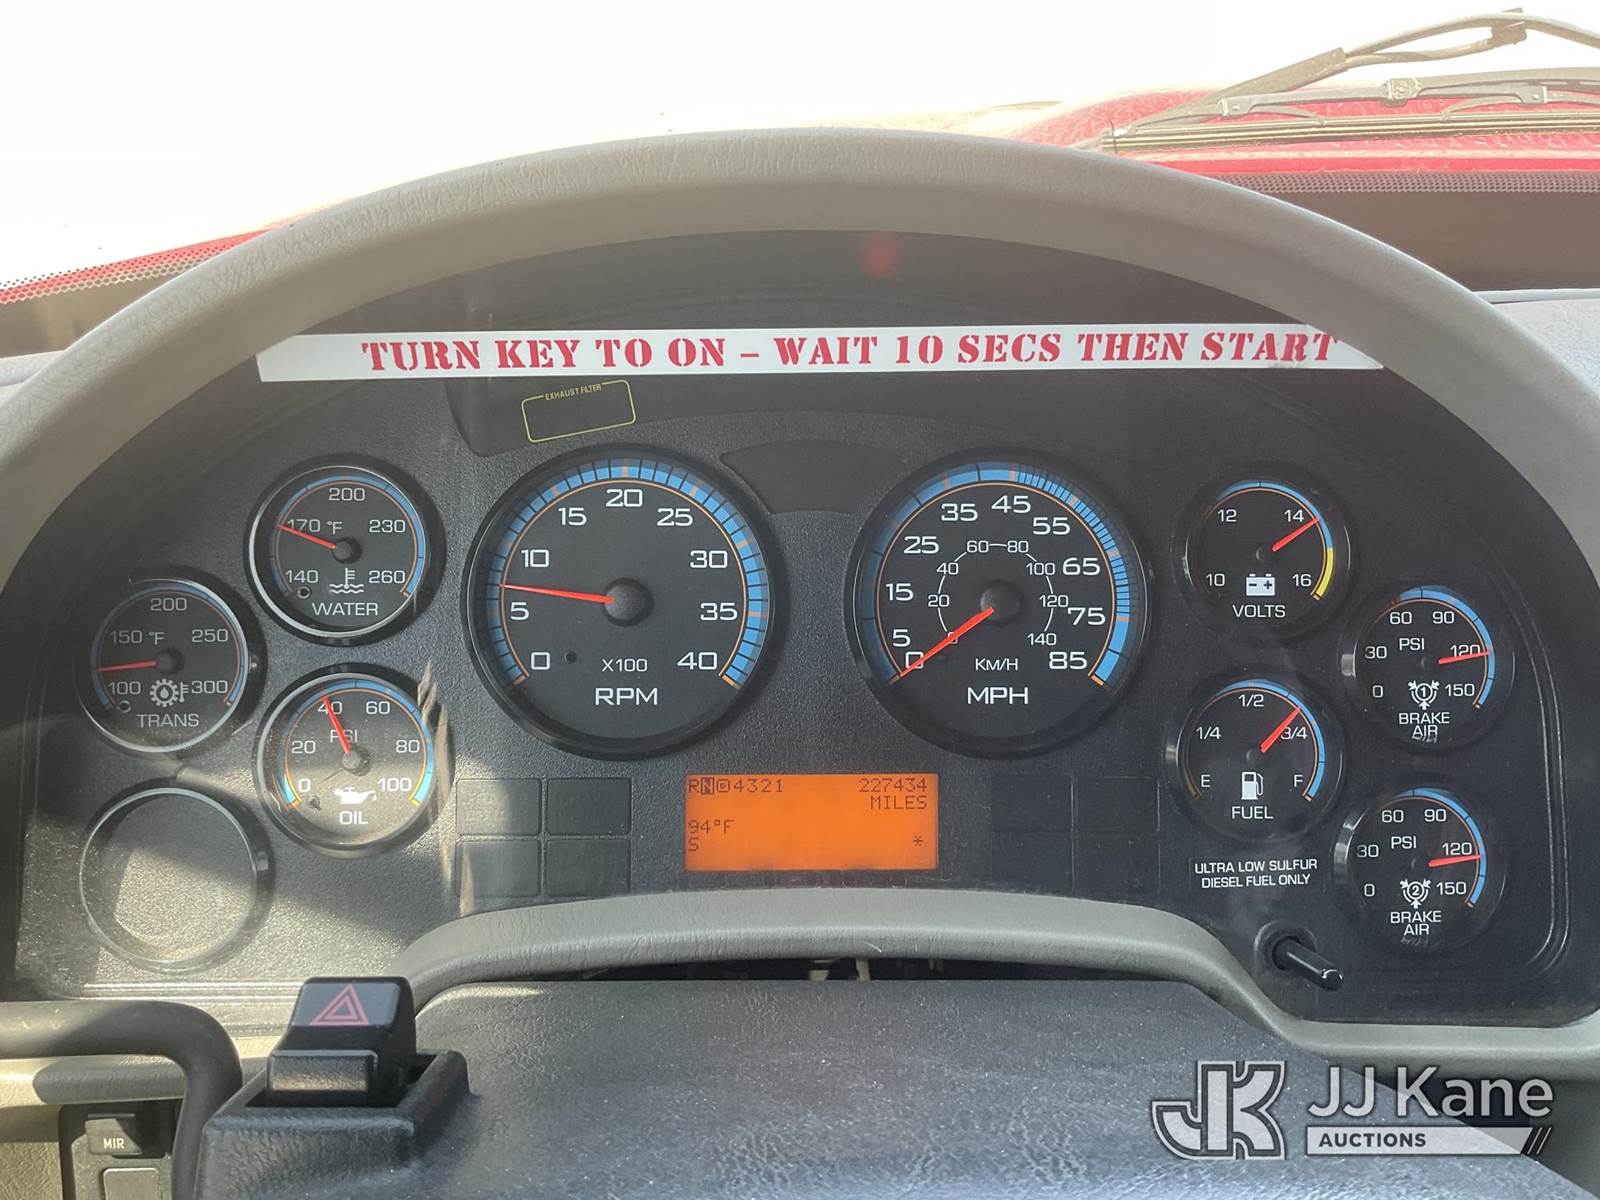 TURN KEY TO ON – WAIT 10 SECS THEN START
EXHAUST FILTER
140 170 200 230 260
°F
WATER
100 150 200 250 300
°F
TRANS
0 20 40 60 80 100
PSI
OIL
0 5 10 15 20 25 30 35 40
X100
RPM
0 5 15 25 35 45 55 65 75 85
0 20 40 60 80 100 120 140
KM/H
MPH
10 12 14 16
VOLTS
E 1/4 1/2 3/4 F
FUEL
0 30 60 90 120 150
PSI
1
BRAKE
AIR
0 30 60 90 120 150
PSI
2
BRAKE
AIR
ULTRA LOW SULFUR
DIESEL FUEL ONLY
RND4321 227434
MILES
94°F
S *
MIR
JK JJ Kane
AUCTIONS